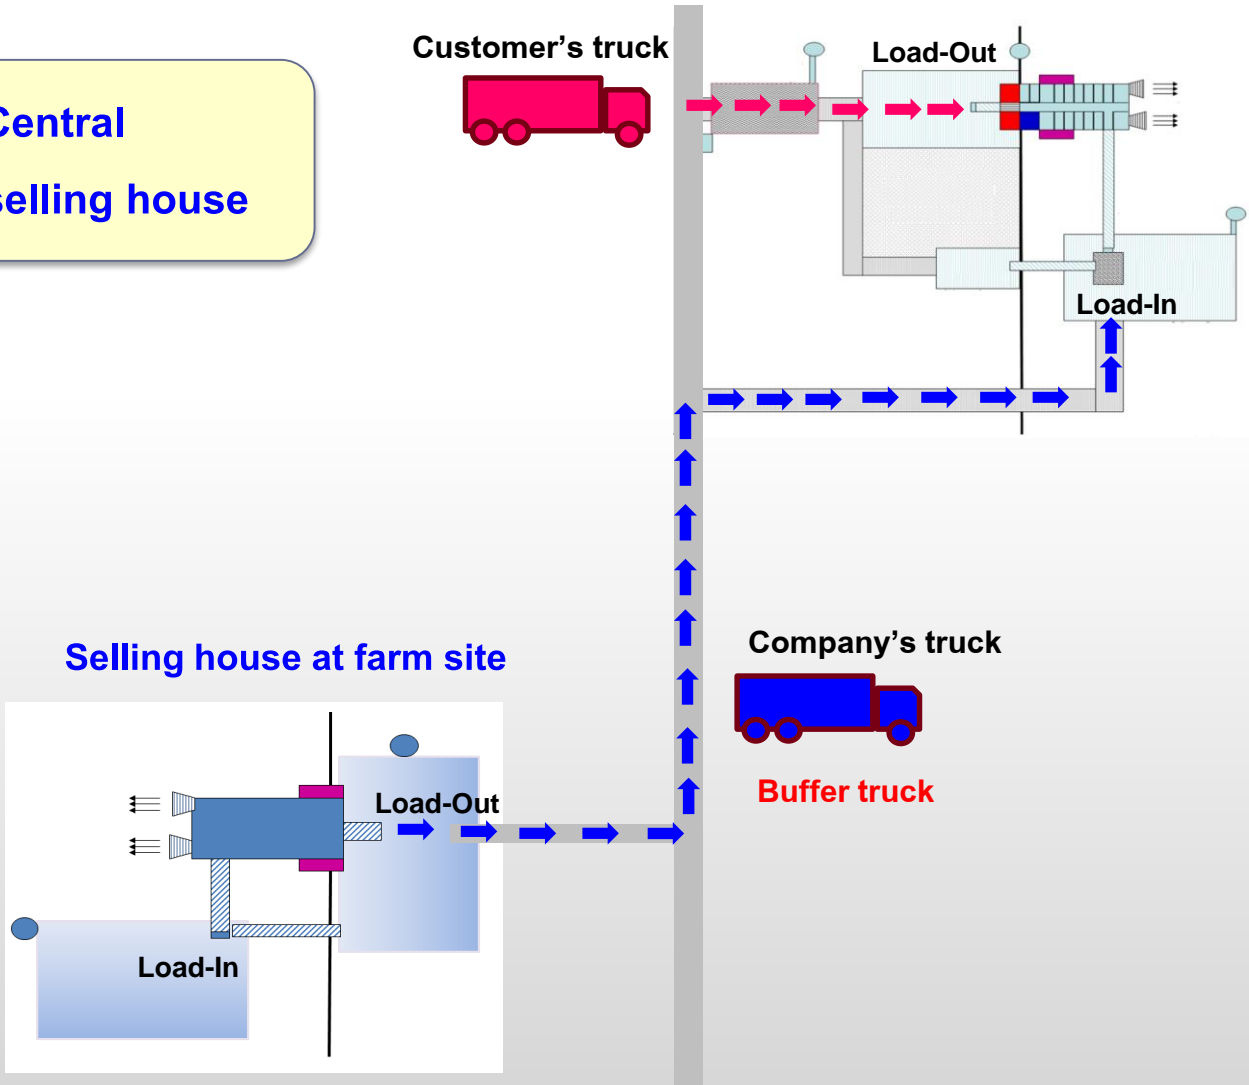 Customer's truck
Load-Out
Central
selling house
Load-In
Selling house at farm site
Company's truck
Buffer truck
Load-Out
Load-In